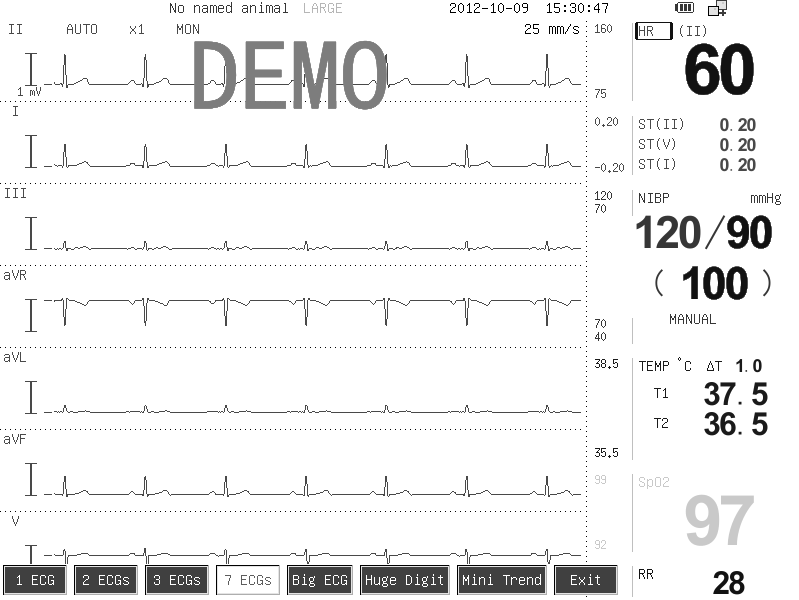 No named animal LARGE 2012-10-09 15:30:47
II AUTO x1 MON 25 mm/s
DEMO
1 mV
I
III
aVR
aVL
aVF
V
160
75
0.20
-0.20
120
70
70
40
38.5
35.5
99
92
HR (II)
60
ST(II) 0.20
ST(V) 0.20
ST(I) 0.20
NIBP mmHg
120/90
(100)
MANUAL
TEMP °C ΔT 1.0
T1 37.5
T2 36.5
SpO2
97
RR 28
1 ECG 2 ECGs 3 ECGs 7 ECGs Big ECG Huge Digit Mini Trend Exit